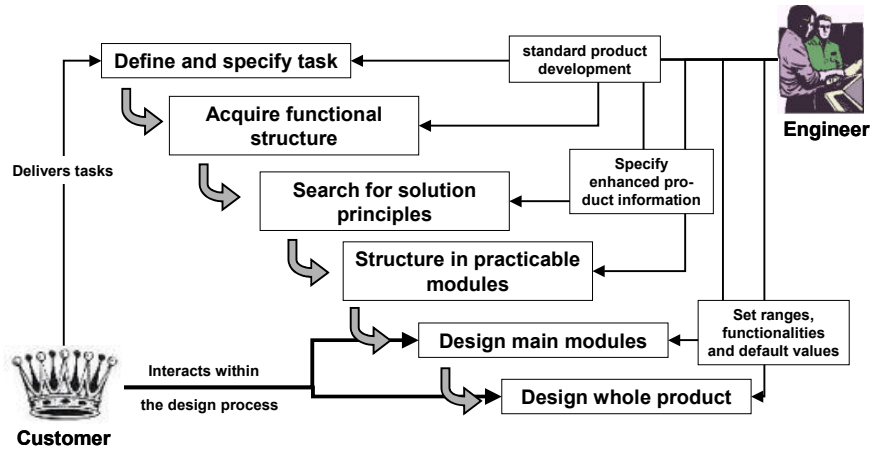 Define and specify task
standard product
development
Engineer
Acquire functional
structure
Delivers tasks
Search for solution
principles
Specify
enhanced pro-
duct information
Structure in practicable
modules
Set ranges,
functionalities
and default values
Design main modules
Interacts within
the design process
Design whole product
Customer